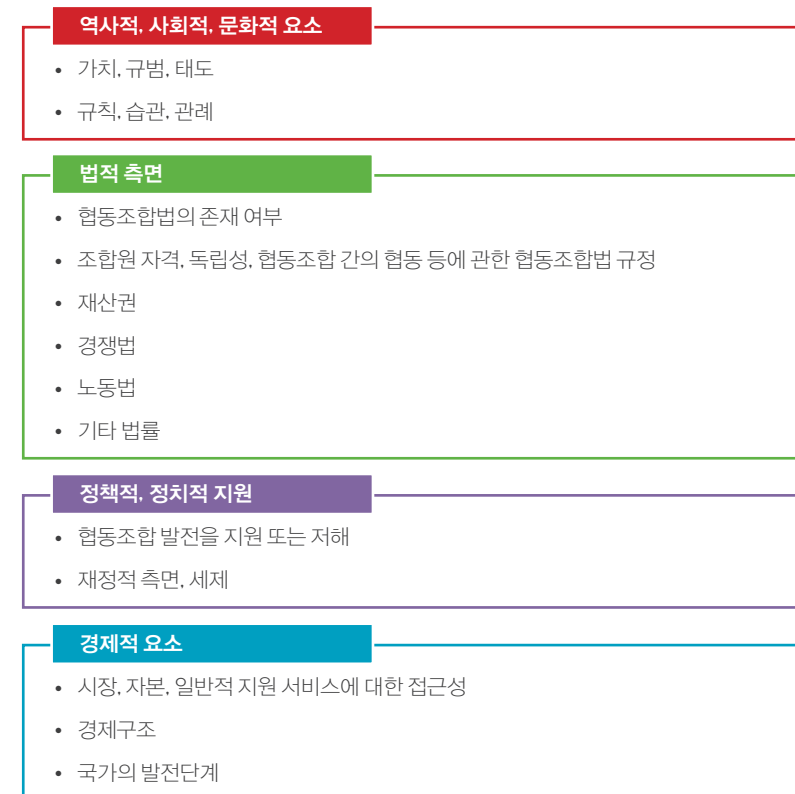 역사적, 사회적, 문화적 요소
• 가치, 규범, 태도
• 규칙, 습관, 관례
법적 측면
• 협동조합법의 존재 여부
• 조합원 자격, 독립성, 협동조합 간의 협동 등에 관한 협동조합법 규정
• 재산권
• 경쟁법
• 노동법
• 기타 법률
정책적, 정치적 지원
• 협동조합 발전을 지원 또는 저해
• 재정적 측면, 세제
경제적 요소
• 시장, 자본, 일반적 지원 서비스에 대한 접근성
• 경제구조
• 국가의 발전단계